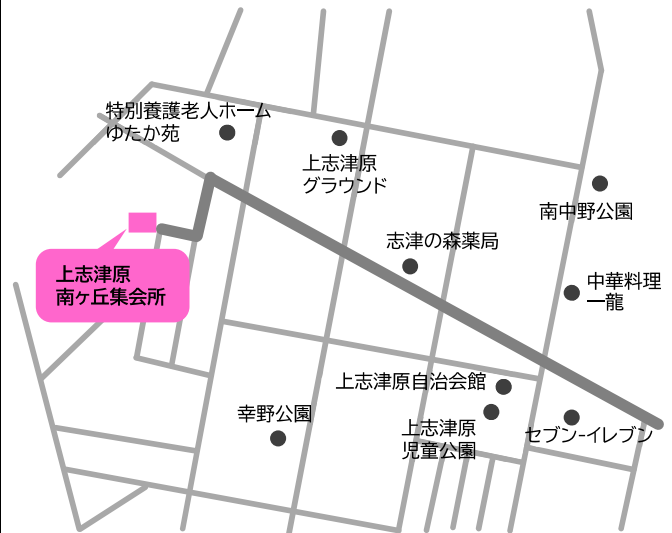 特別養護老人ホーム
ゆたか苑
上志津原
グラウンド
南中野公園
志津の森薬局
上志津原
南ヶ丘集会所
中華料理
一龍
上志津原自治会館
幸野公園
上志津原
児童公園
セブン-イレブン